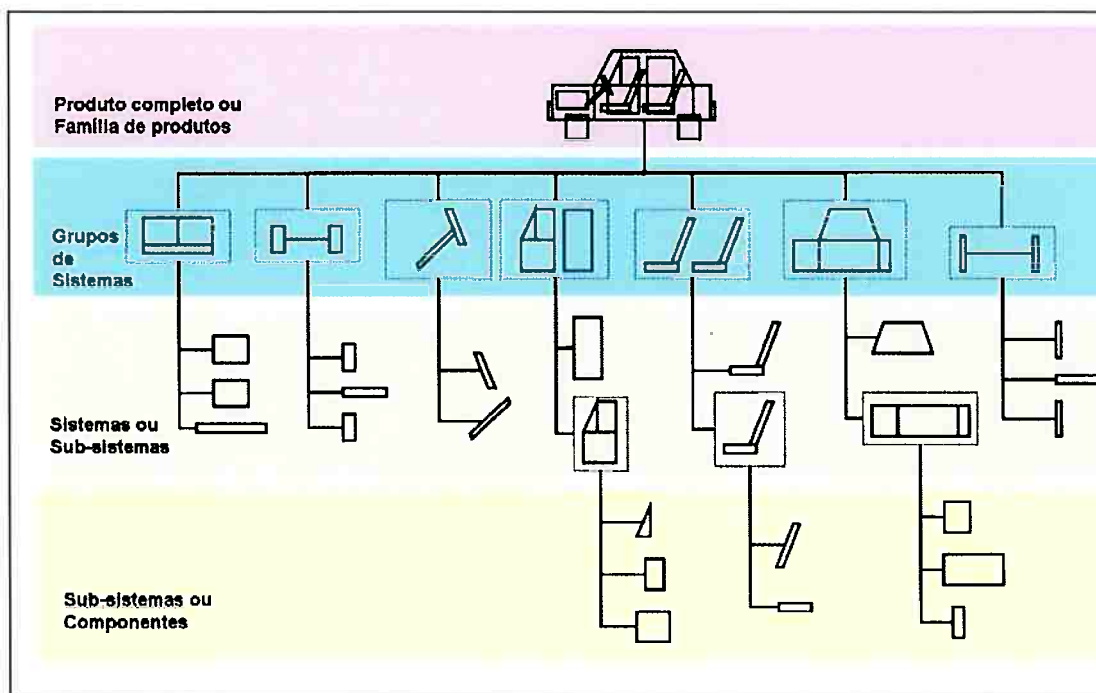 Produto completo ou
Família de produtos
Grupos
de
Sistemas
Sistemas ou
Sub-sistemas
Sub-sistemas ou
Componentes